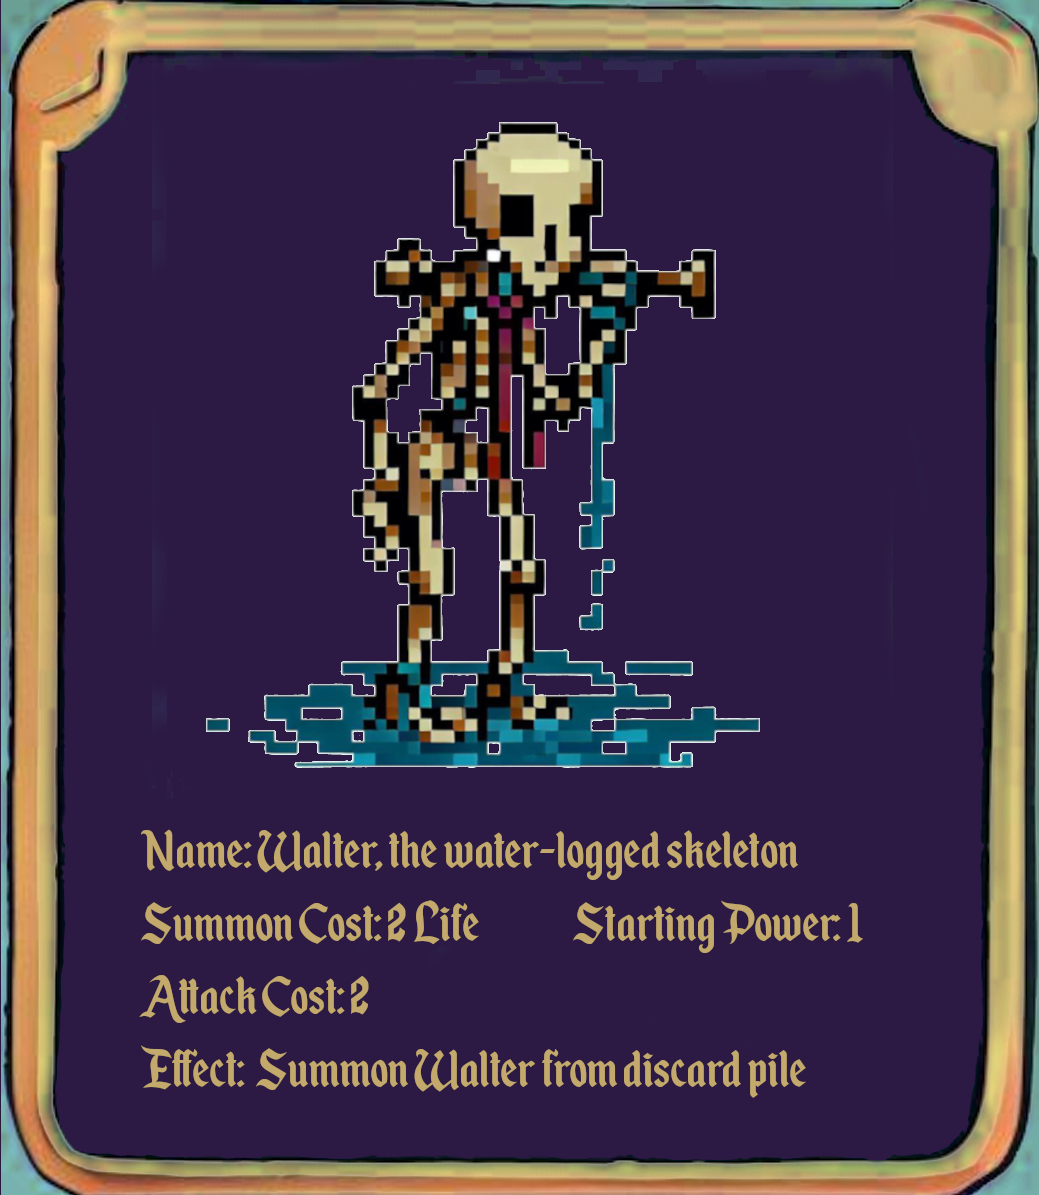 Name: Walter, the water-logged skeleton
Summon Cost: 2 Life Starting Power: 1
Attack Cost: 2
Effect: Summon Walter from discard pile